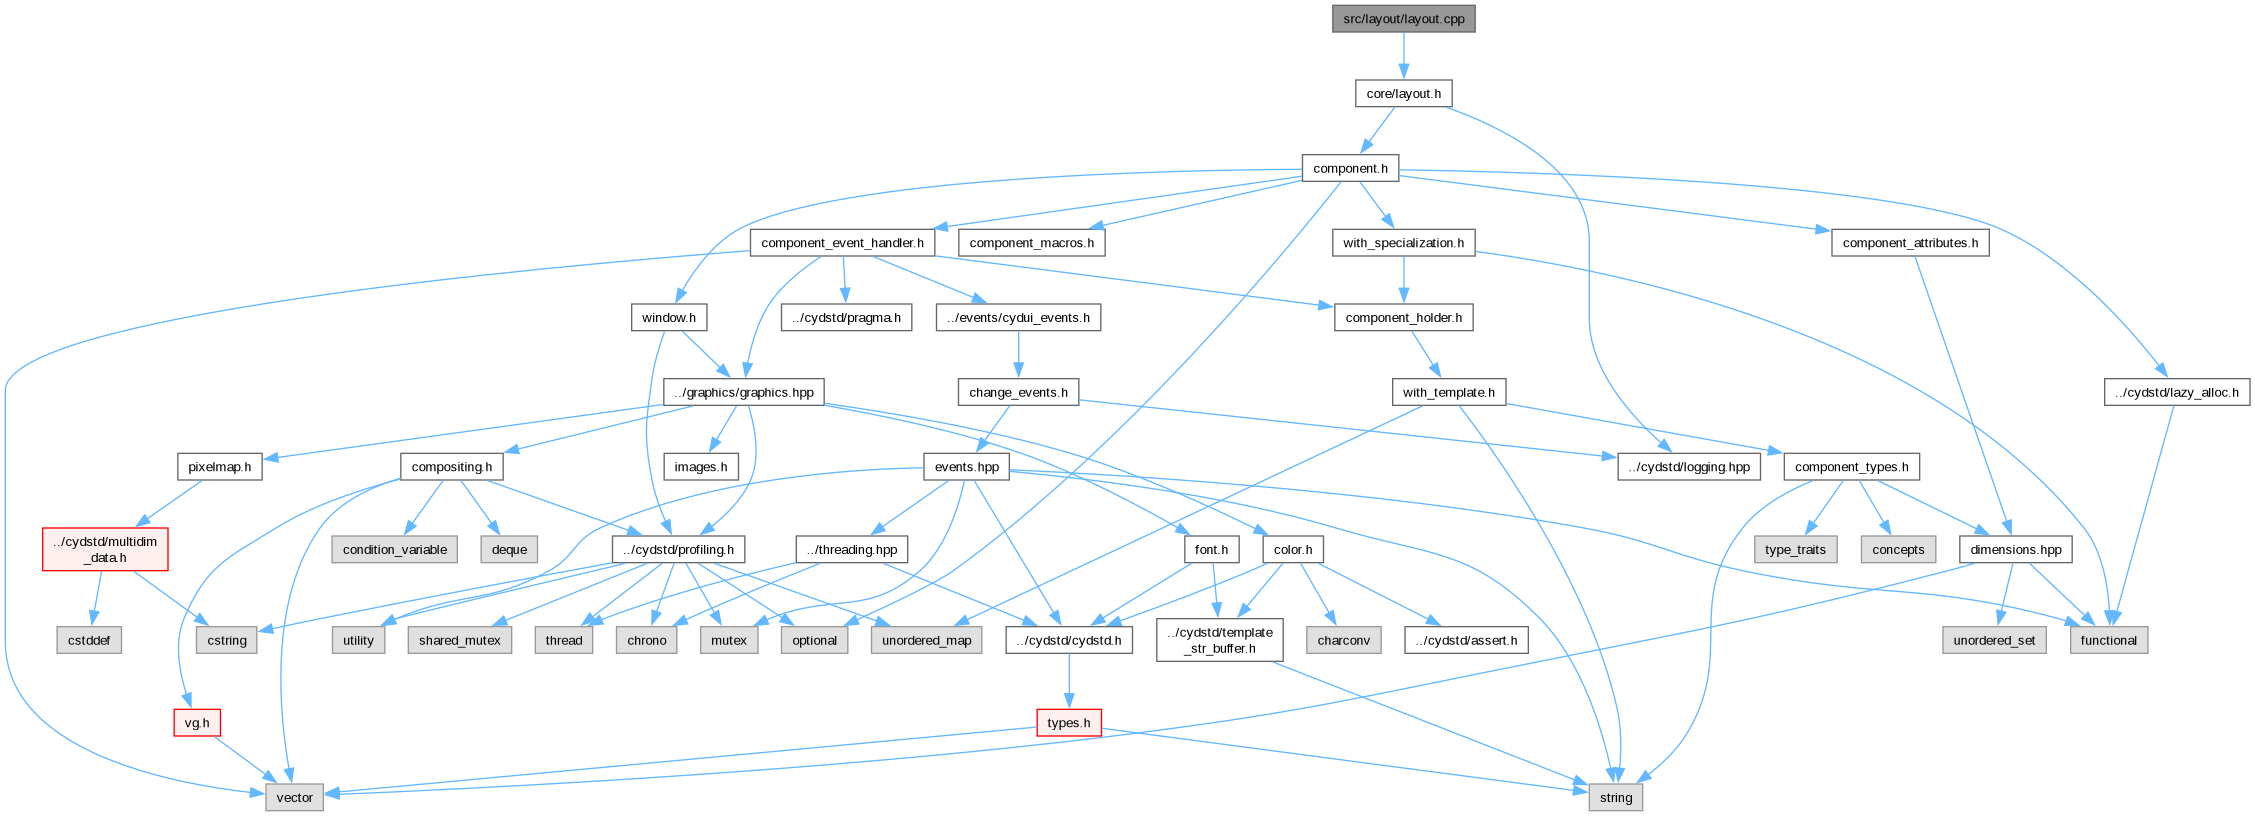 src/layout/layout.cpp
core/layout.h
component.h
component_event_handler.h
component_macros.h
with_specialization.h
component_attributes.h
window.h
../cydstd/pragma.h
../events/cydui_events.h
component_holder.h
../graphics/graphics.hpp
change_events.h
with_template.h
../cydstd/lazy_alloc.h
pixelmap.h
compositing.h
images.h
events.hpp
../cydstd/logging.hpp
component_types.h
../cydstd/multidim
_data.h
condition_variable
deque
../cydstd/profiling.h
../threading.hpp
font.h
color.h
type_traits
concepts
dimensions.hpp
cstddef
cstring
utility
shared_mutex
thread
chrono
mutex
optional
unordered_map
../cydstd/cydstd.h
../cydstd/template
_str_buffer.h
charconv
../cydstd/assert.h
unordered_set
functional
vg.h
types.h
vector
string